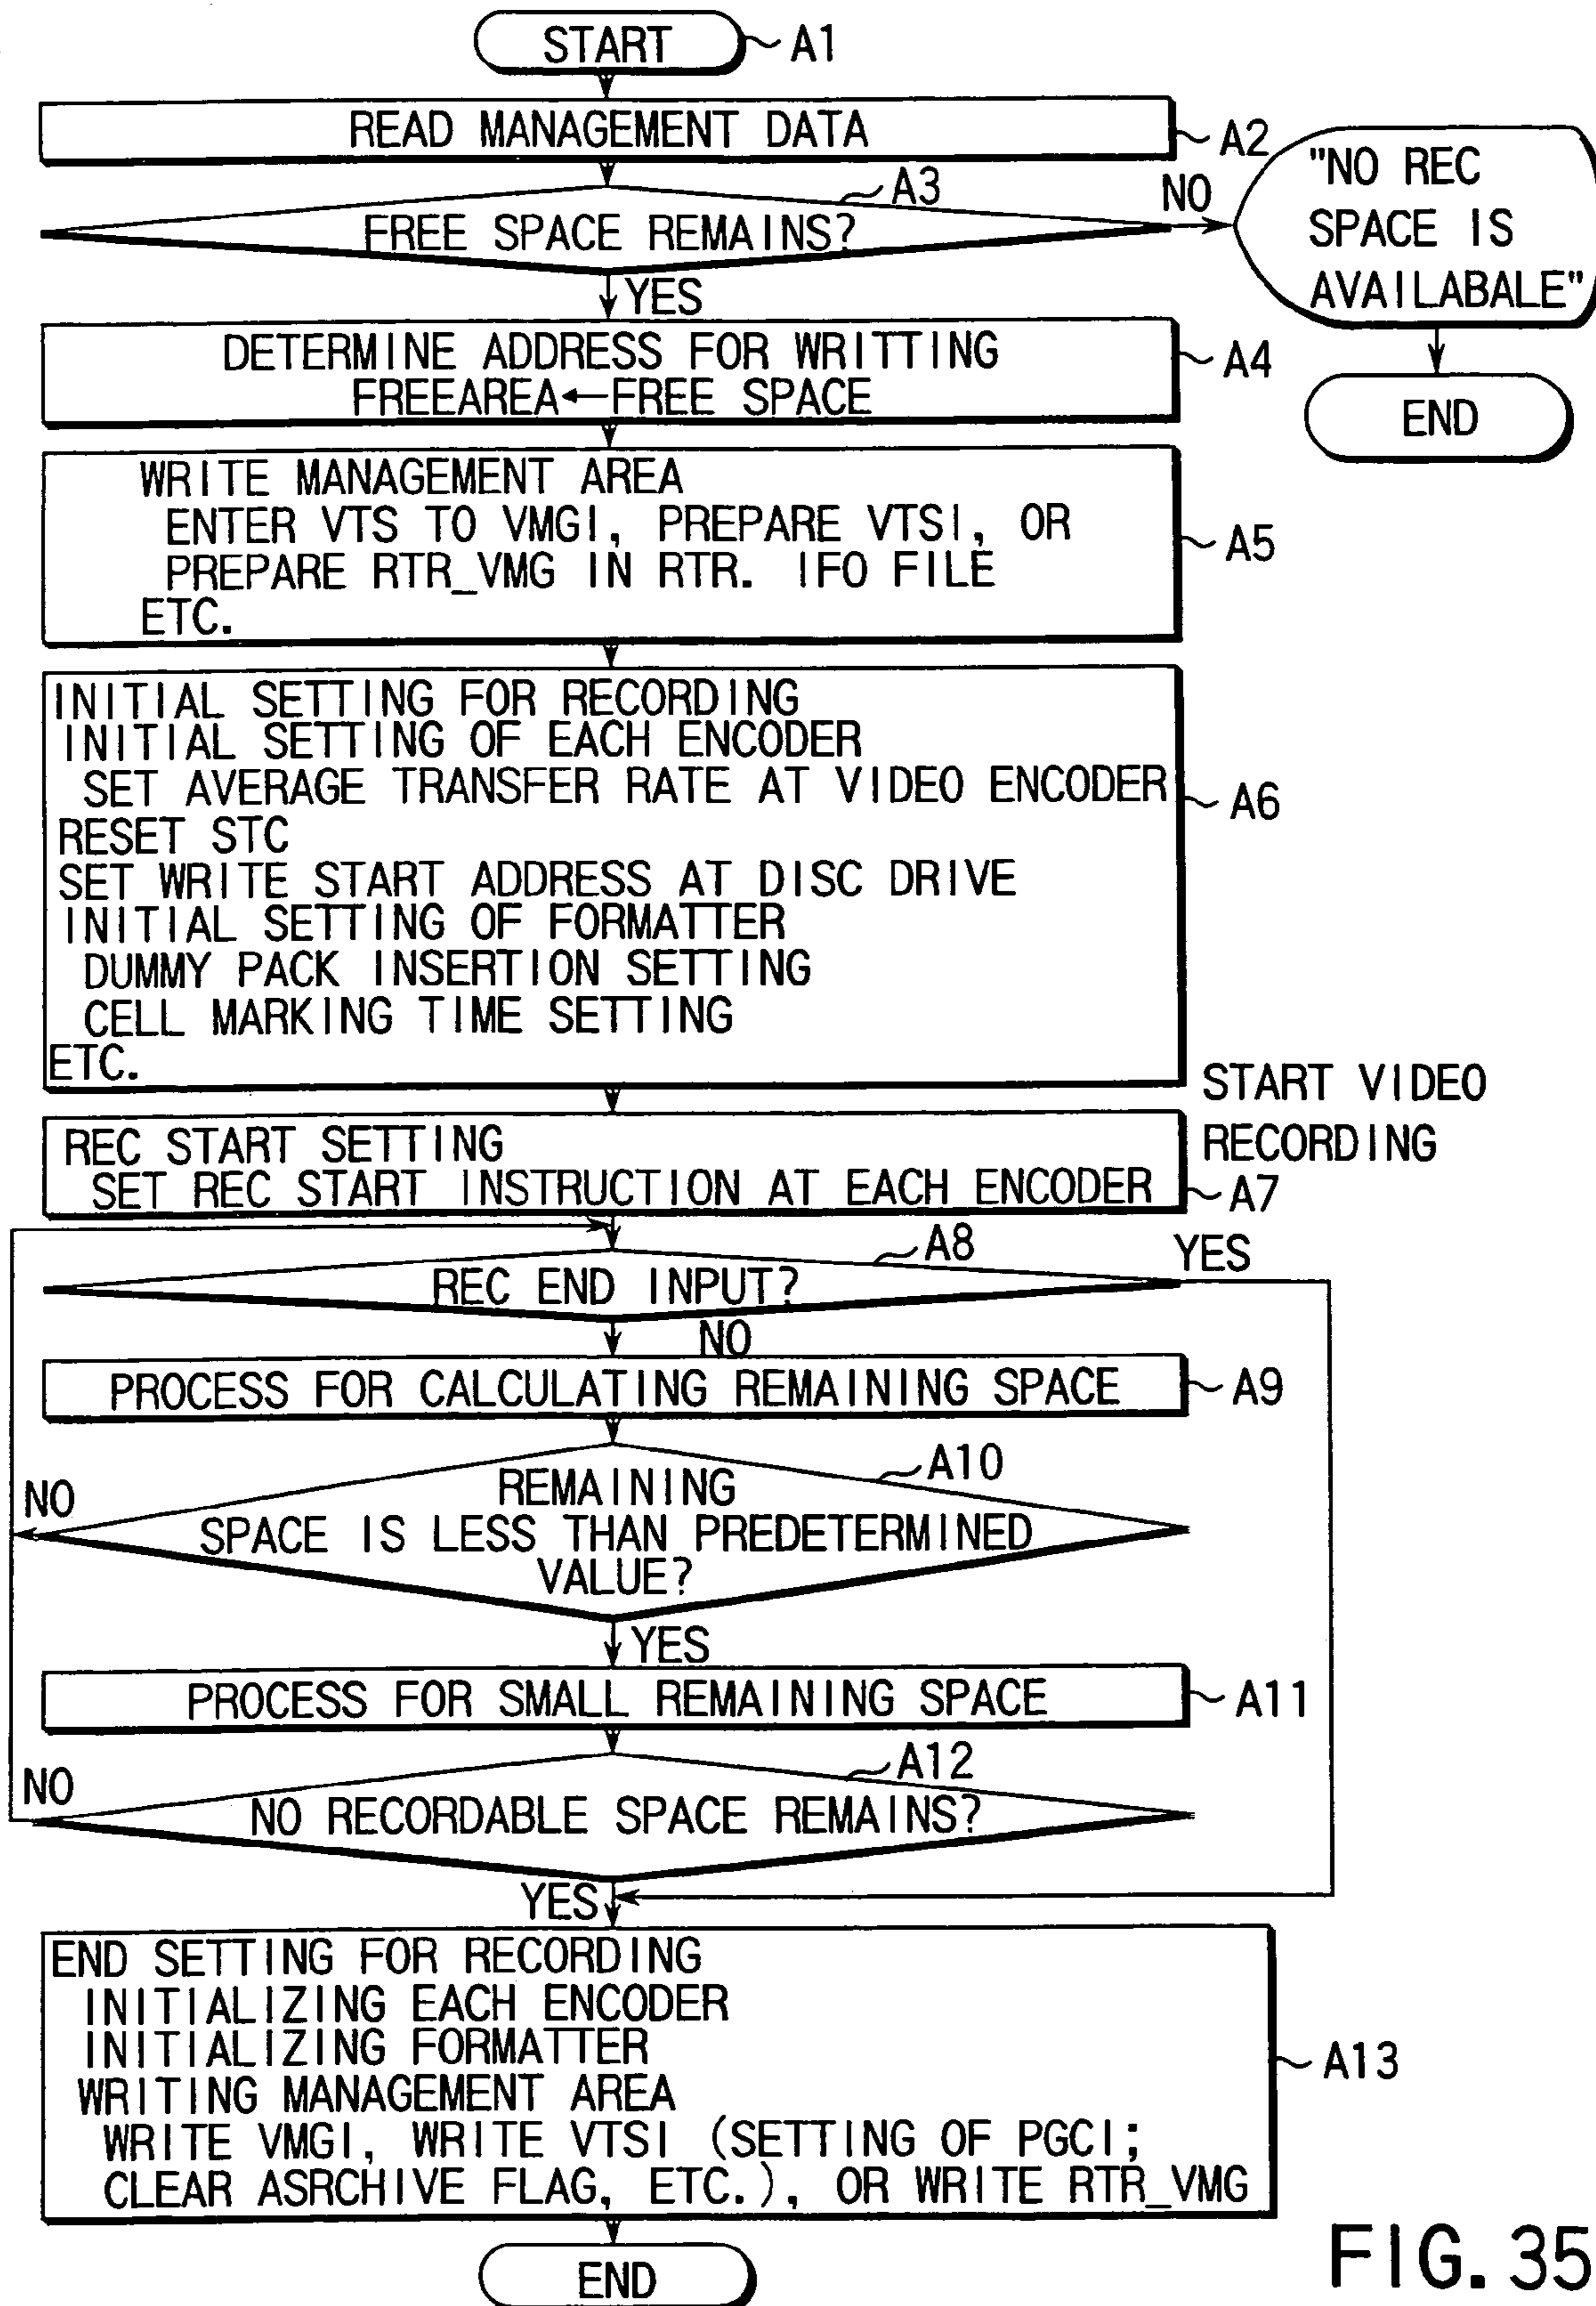 START
A1
READ MANAGEMENT DATA
A2
A3
FREE SPACE REMAINS?
NO
"NO REC
SPACE IS
AVAILABALE"
END
YES
DETERMINE ADDRESS FOR WRITTING
FREEAREA←FREE SPACE
A4
WRITE MANAGEMENT AREA
ENTER VTS TO VMGI, PREPARE VTSI, OR
PREPARE RTR_VMG IN RTR. IFO FILE
ETC.
A5
INITIAL SETTING FOR RECORDING
INITIAL SETTING OF EACH ENCODER
SET AVERAGE TRANSFER RATE AT VIDEO ENCODER
RESET STC
SET WRITE START ADDRESS AT DISC DRIVE
INITIAL SETTING OF FORMATTER
DUMMY PACK INSERTION SETTING
CELL MARKING TIME SETTING
ETC.
A6
START VIDEO
RECORDING
REC START SETTING
SET REC START INSTRUCTION AT EACH ENCODER
A7
A8
REC END INPUT?
YES
NO
PROCESS FOR CALCULATING REMAINING SPACE
A9
A10
REMAINING
SPACE IS LESS THAN PREDETERMINED
VALUE?
NO
YES
PROCESS FOR SMALL REMAINING SPACE
A11
A12
NO RECORDABLE SPACE REMAINS?
NO
YES
END SETTING FOR RECORDING
INITIALIZING EACH ENCODER
INITIALIZING FORMATTER
WRITING MANAGEMENT AREA
WRITE VMGI, WRITE VTSI (SETTING OF PGCI;
CLEAR ASRCHIVE FLAG, ETC.), OR WRITE RTR_VMG
A13
END
FIG. 35